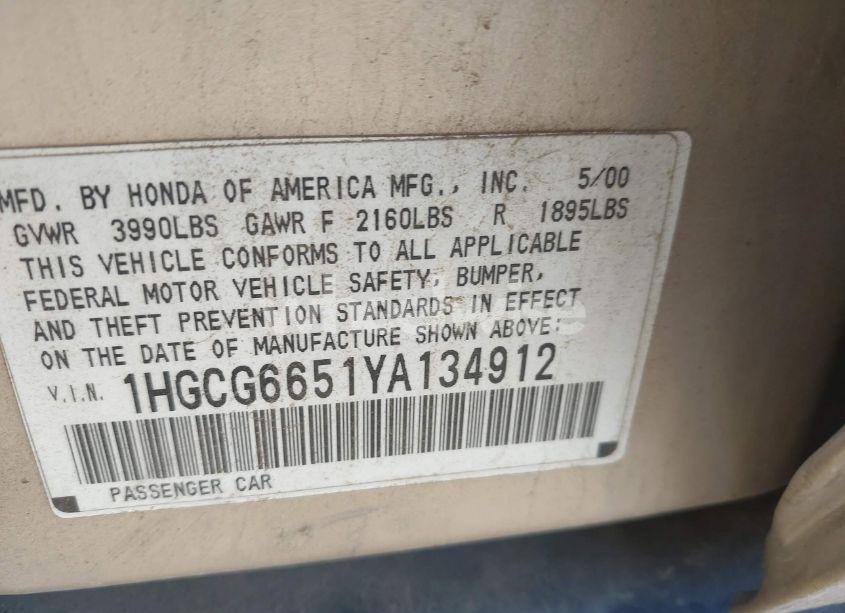 MFD. BY HONDA OF AMERICA MFG., INC. 5/00
GVWR 3990LBS GAWR F 2160LBS R 1895LBS
THIS VEHICLE CONFORMS TO ALL APPLICABLE
FEDERAL MOTOR VEHICLE SAFETY, BUMPER,
AND THEFT PREVENTION STANDARDS IN EFFECT
ON THE DATE OF MANUFACTURE SHOWN ABOVE:
V.I.N. 1HGCG6651YA134912
PASSENGER CAR